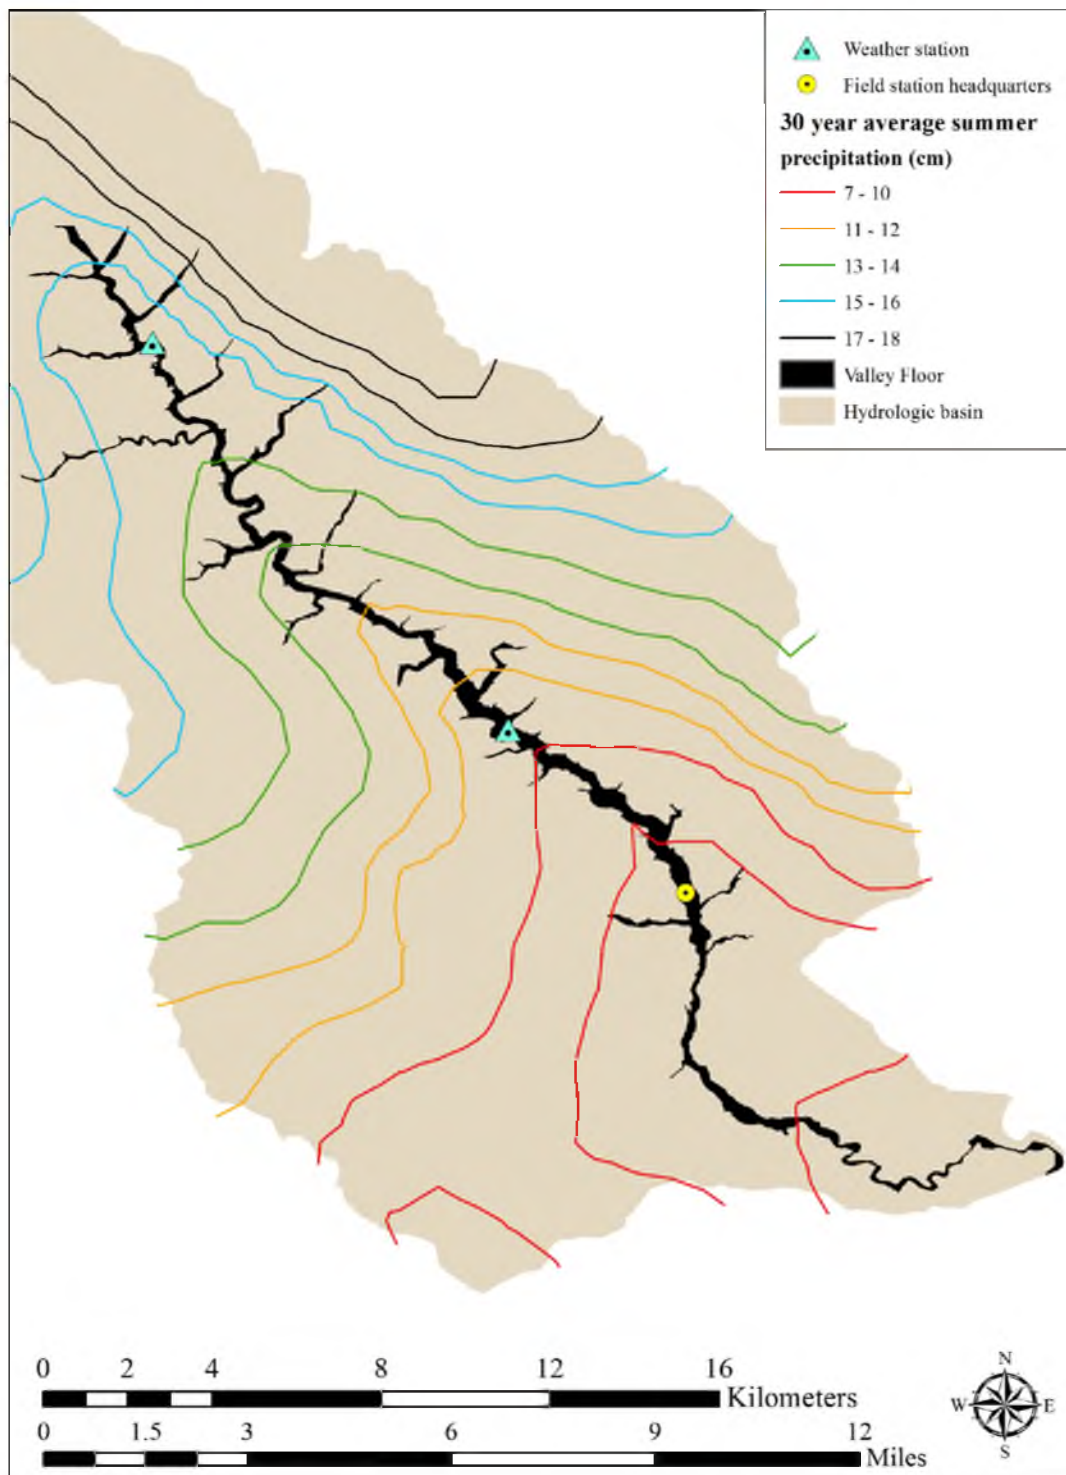 Weather station
Field station headquarters
30 year average summer
precipitation (cm)
7 - 10
11 - 12
13 - 14
15 - 16
17 - 18
Valley Floor
Hydrologic basin
0 2 4 8 12 16
Kilometers
0 1.5 3 6 9 12
Miles
N
W E
S